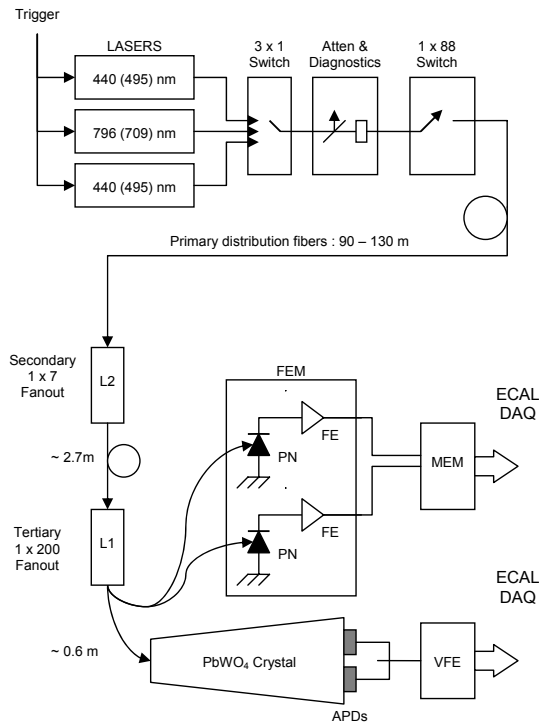 Trigger
LASERS
3 x 1
Switch
Atten &
Diagnostics
1 x 88
Switch
440 (495) nm
796 (709) nm
440 (495) nm
Primary distribution fibers : 90 – 130 m
Secondary
1 x 7
Fanout
L2
~ 2.7m
Tertiary
1 x 200
Fanout
L1
~ 0.6 m
FEM
FE
PN
FE
PN
MEM
ECAL
DAQ
PbWO₄ Crystal
APDs
VFE
ECAL
DAQ